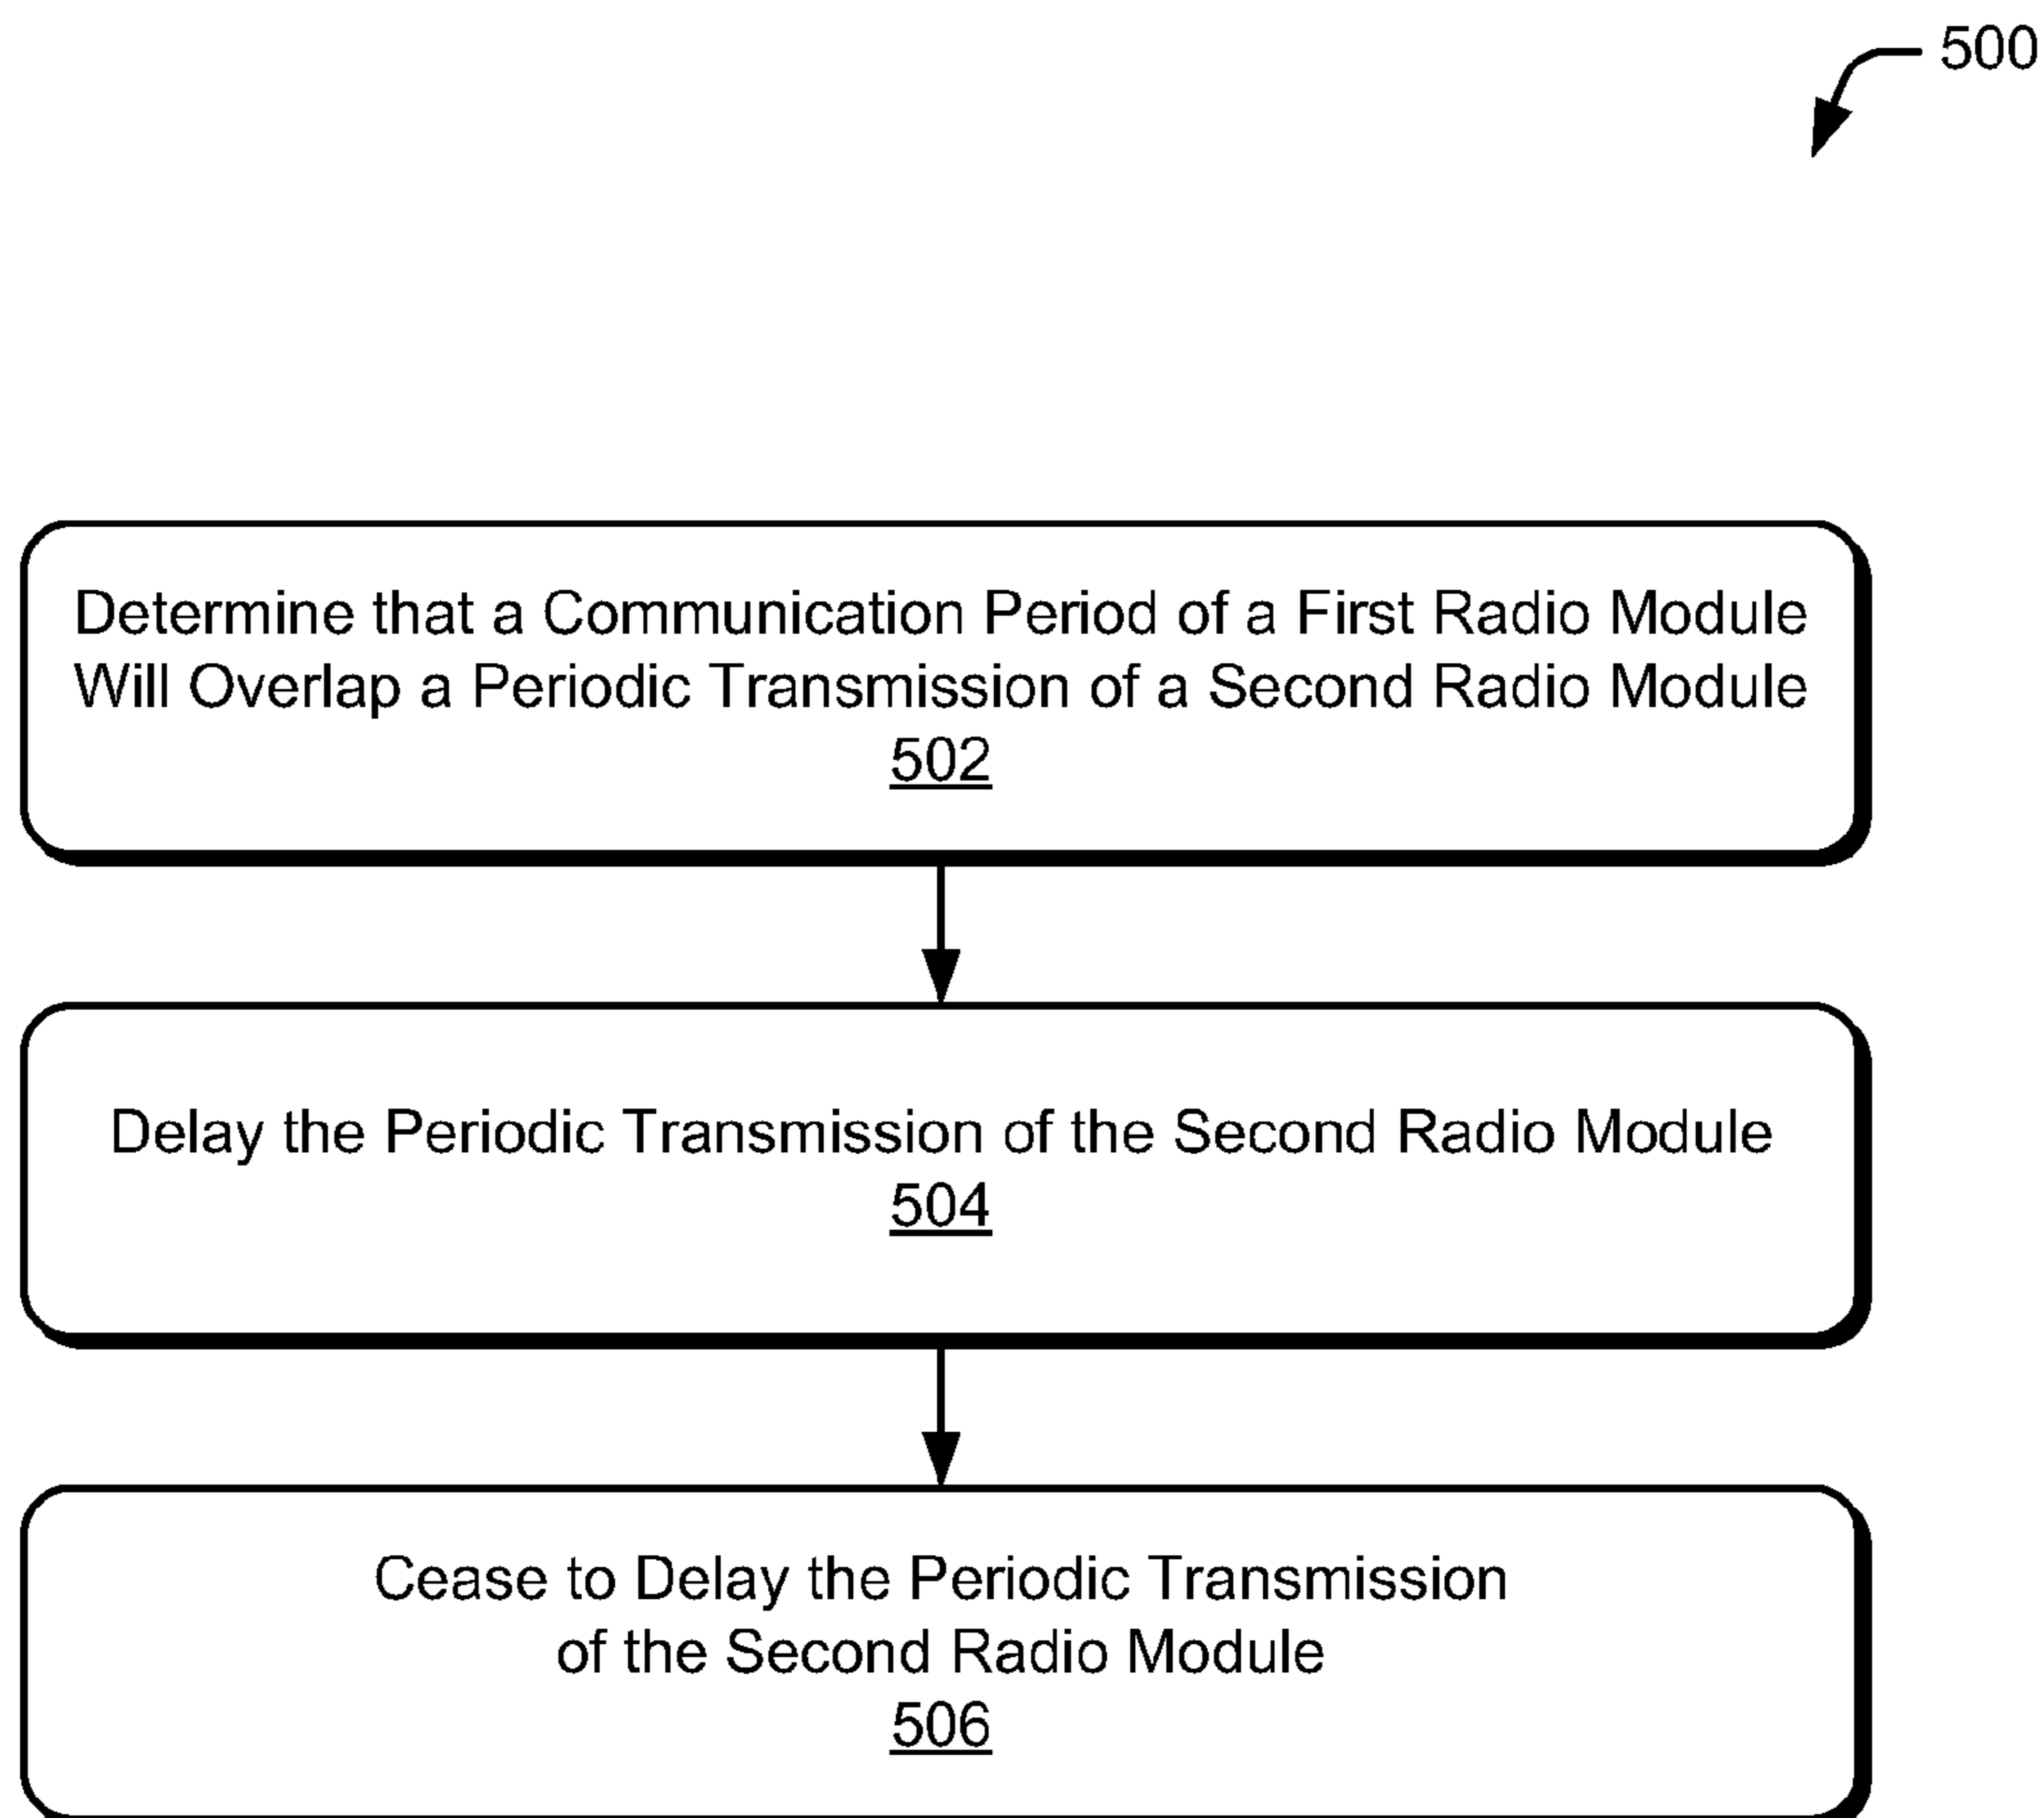 500
Determine that a Communication Period of a First Radio Module
Will Overlap a Periodic Transmission of a Second Radio Module
502
Delay the Periodic Transmission of the Second Radio Module
504
Cease to Delay the Periodic Transmission
of the Second Radio Module
506